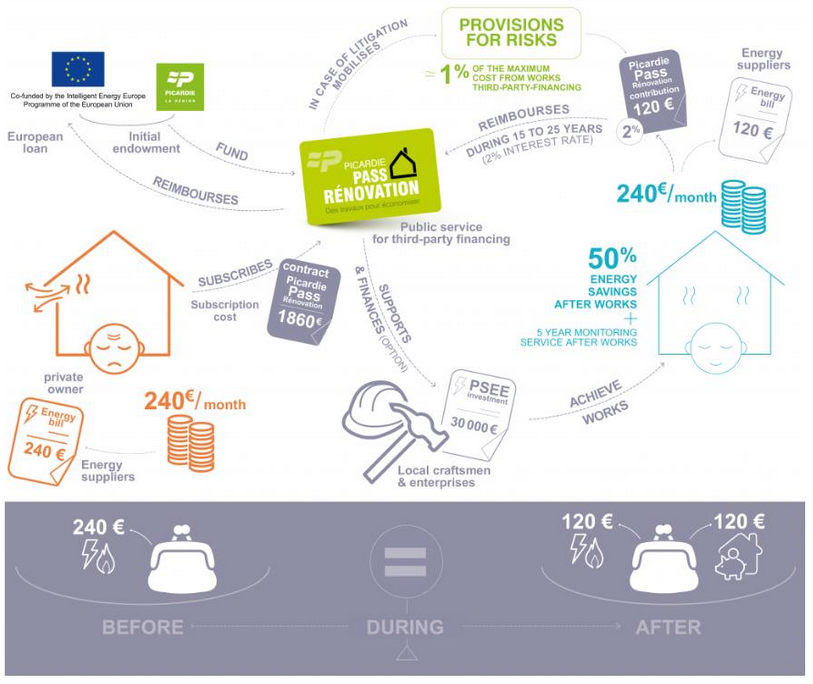 PROVISIONS
FOR RISKS
≃ 1% OF THE MAXIMUM
COST FROM WORKS
THIRD-PARTY-FINANCING
IN CASE OF LITIGATION
MOBILISES
Co-funded by the Intelligent Energy Europe
Programme of the European Union
PICARDIE
LA RÉGION
European
loan
Initial
endowment
FUND
REIMBOURSES
PICARDIE
PASS
RÉNOVATION
Des travaux pour économiser
Public service
for third-party financing
REIMBOURSES
DURING 15 TO 25 YEARS
(2% INTEREST RATE)
Picardie
Pass
Rénovation
contribution
120 €
2%
Energy
suppliers
Energy
bill
120 €
240€/month
50%
ENERGY
SAVINGS
AFTER WORKS
+
5 YEAR MONITORING
SERVICE AFTER WORKS
SUBSCRIBES
Subscription
cost
contract
Picardie
Pass
Rénovation
1860€
SUPPORTS
& FINANCES (OPTION)
private
owner
240€/month
Energy
bill
240 €
Energy
suppliers
PSEE
investment
30 000 €
Local craftsmen
& enterprises
ACHIEVE
WORKS
240 €
120 €
120 €
BEFORE
DURING
AFTER